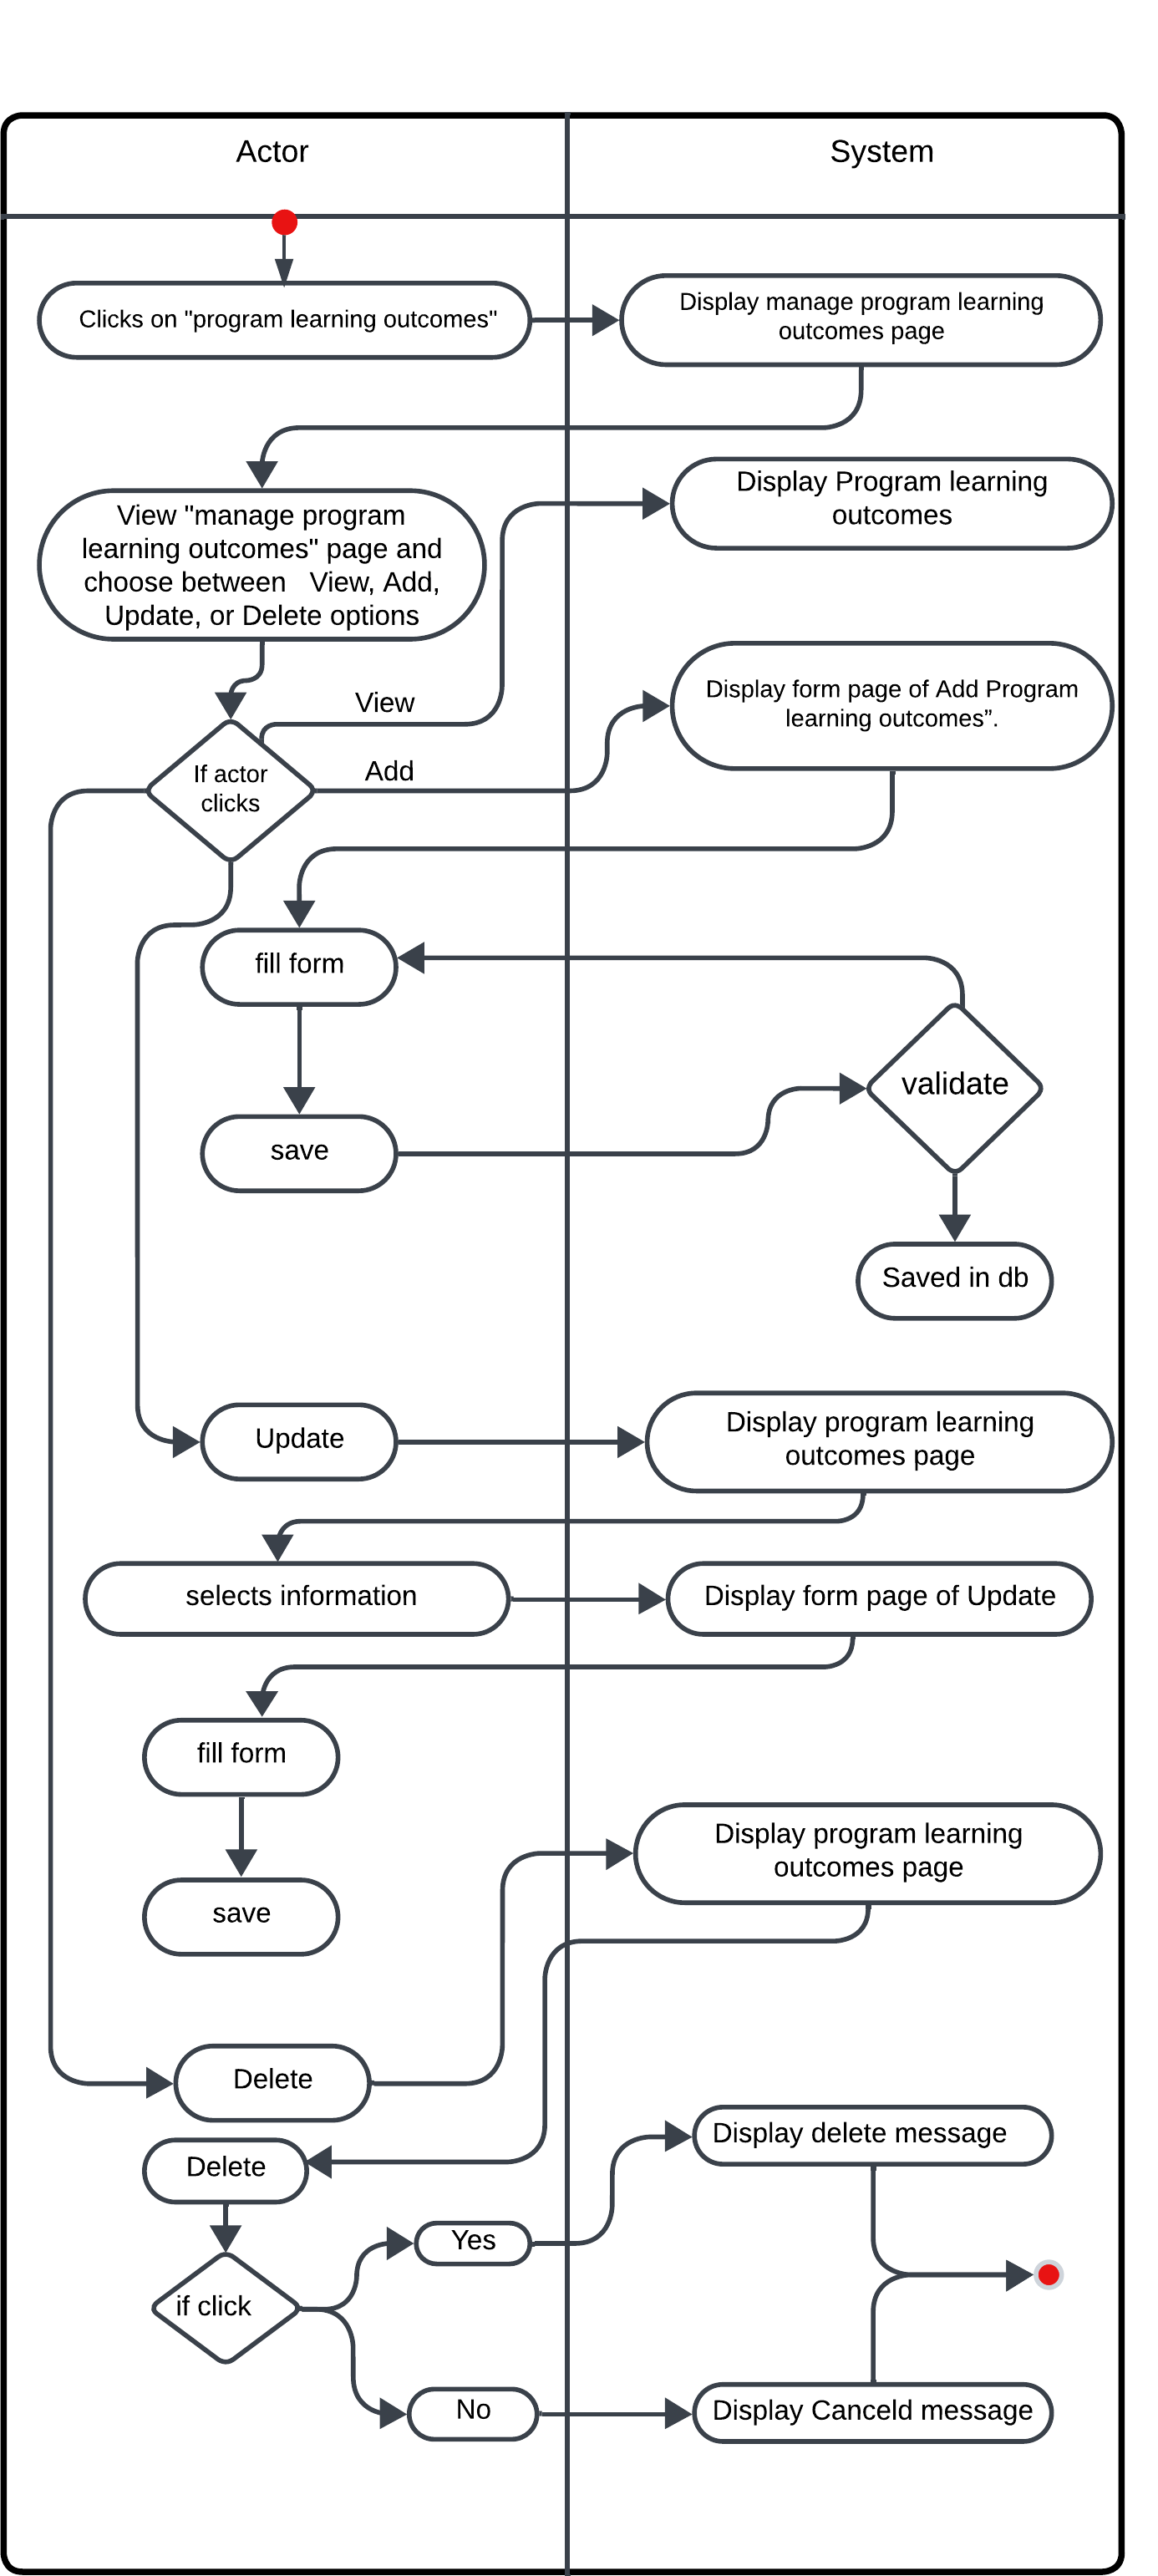 Actor
System
Clicks on "program learning outcomes"
Display manage program learning
outcomes page
View "manage program
learning outcomes" page and
choose between   View, Add,
Update, or Delete options
Display Program learning
outcomes
View
Display form page of Add Program
learning outcomes”.
If actor
clicks
Add
fill form
validate
save
Saved in db
Update
Display program learning
outcomes page
selects information
Display form page of Update
fill form
Display program learning
outcomes page
save
Delete
Display delete message
Delete
Yes
if click
No
Display Canceld message